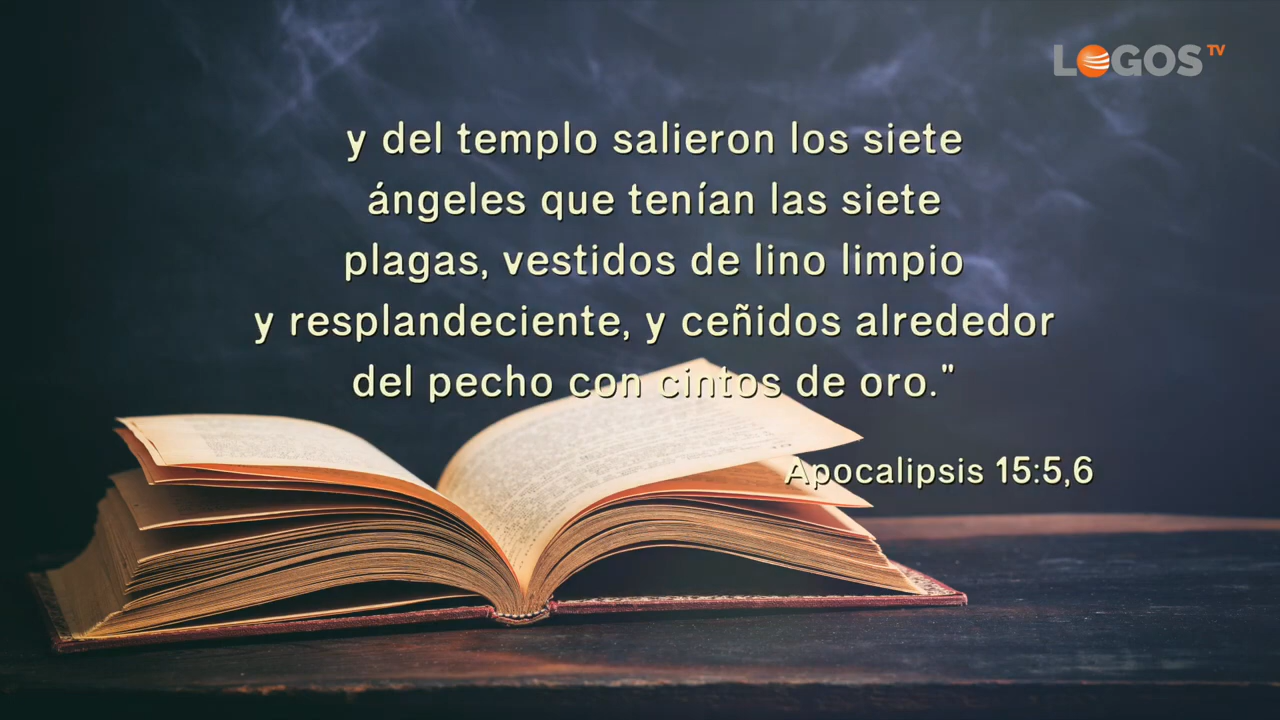 LOGOS TV
y del templo salieron los siete
ángeles que tenían las siete
plagas, vestidos de lino limpio
y resplandeciente, y ceñidos alrededor
del pecho con cintos de oro."
Apocalipsis 15:5,6